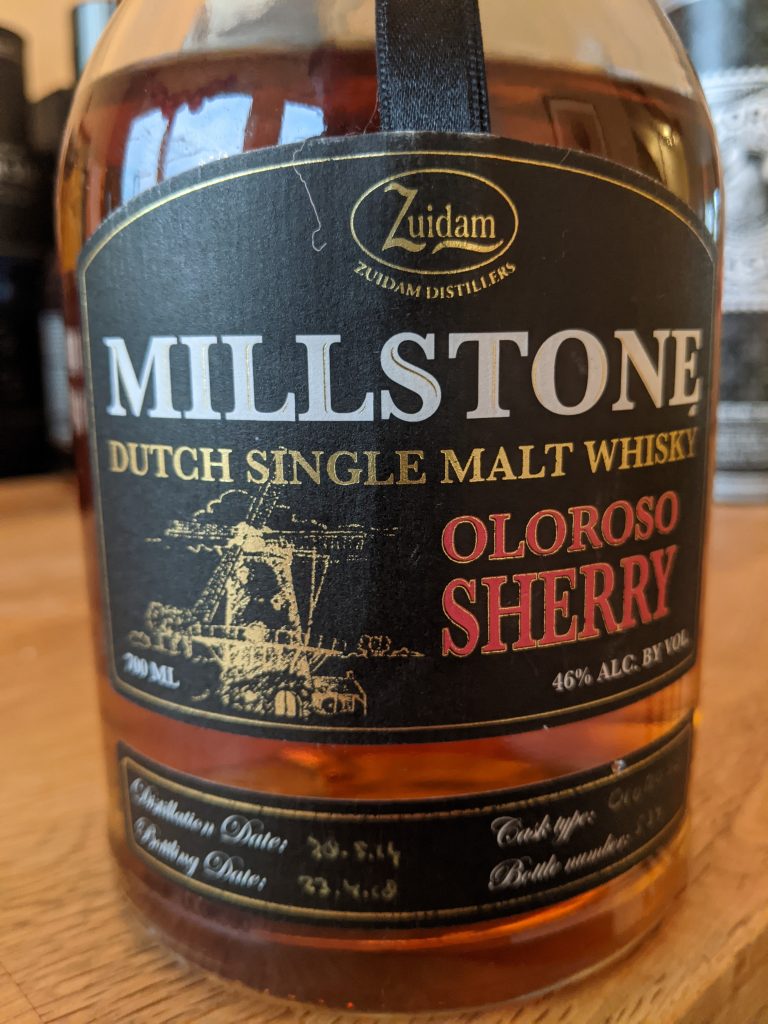 Zuidam
ZUIDAM DISTILLERS
MILLSTONE
DUTCH SINGLE MALT WHISKY
OLOROSO
SHERRY
700 ML
46% ALC. BY VOL.
Distillation Date:
Bottling Date:
Cask type:
Bottle number: